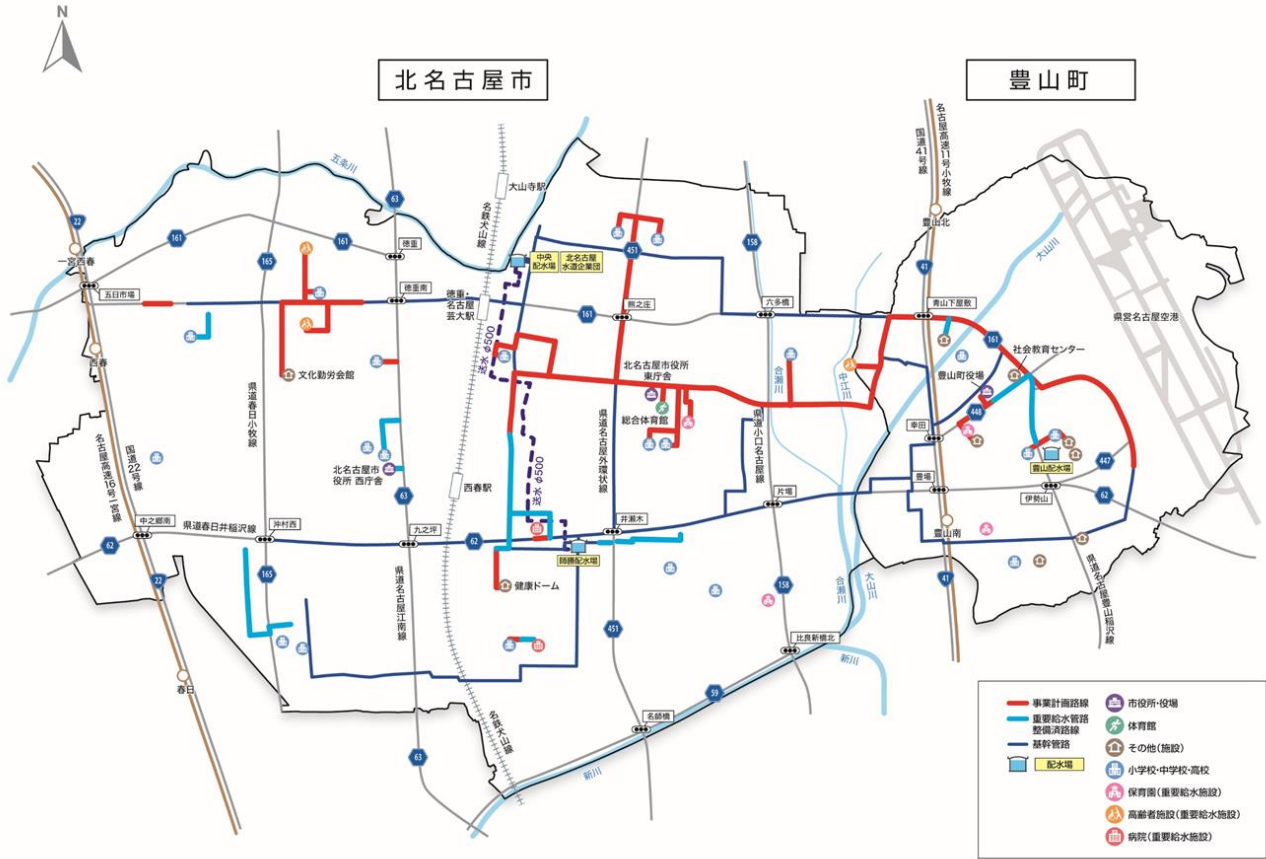 N
北名古屋市
豊山町
五条川
大山寺駅
名鉄犬山線
名古屋高速11号小牧線
国道41号線
豊山北
大山川
県営名古屋空港
22
161
165
161
63
徳重
451
158
41
一宮西春
五日市場
徳重南
徳重・
名古屋
芸大駅
中央
配水場
北名古屋
水道企業団
161
熊之庄
六多橋
青山下屋敷
161
社会教育センター
豊山町役場
西春
文化勤労会館
送水 φ500
北名古屋市役所
東庁舎
総合体育館
合瀬川
中江川
448
幸田
県道春日小牧線
国道22号線
名古屋高速16号一宮線
北名古屋市
役所 西庁舎
西春駅
送水 φ500
県道名古屋外環状線
県道小口名古屋線
豊場
豊山配水場
伊勢山
447
62
63
片場
中之郷南
県道春日井稲沢線
沖村西
九之坪
62
62
井瀬木
師勝配水場
豊山南
22
165
県道名古屋江南線
健康ドーム
158
合瀬川
大山川
41
県道名古屋豊山稲沢線
451
比良新橋北
新川
春日
59
名師橋
63
名鉄犬山線
新川
事業計画路線
重要給水管路
整備済路線
基幹管路
配水場
市役所・役場
体育館
その他(施設)
小学校・中学校・高校
保育園(重要給水施設)
高齢者施設(重要給水施設)
病院(重要給水施設)